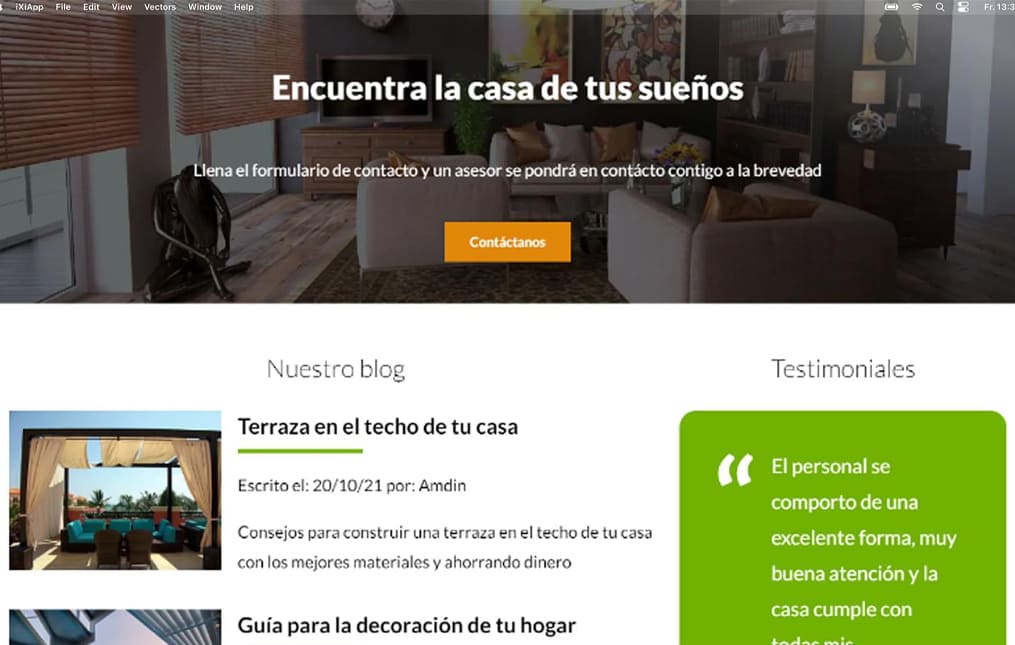 iXiApp File Edit View Vectors Window Help
Fr. 13:3
Encuentra la casa de tus sueños
Llena el formulario de contacto y un asesor se pondrá en contácto contigo a la brevedad
Contáctanos
Nuestro blog
Terraza en el techo de tu casa
Escrito el: 20/10/21 por: Amdin
Consejos para construir una terraza en el techo de tu casa
con los mejores materiales y ahorrando dinero
Guía para la decoración de tu hogar
Testimoniales
“ El personal se
comporto de una
excelente forma, muy
buena atención y la
casa cumple con
todas mis